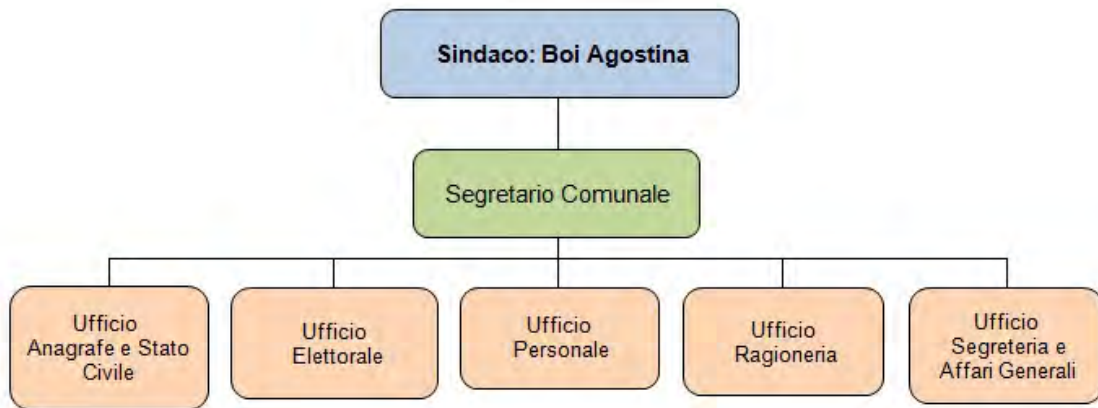 Sindaco: Boi Agostina
Segretario Comunale
Ufficio
Anagrafe e Stato
Civile
Ufficio
Elettorale
Ufficio
Personale
Ufficio
Ragioneria
Ufficio
Segreteria e
Affari Generali